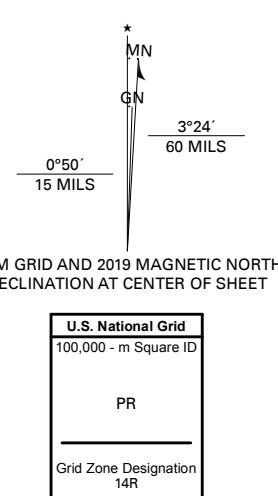 ★
MN
GN
3°24´
60 MILS
0°50´
15 MILS
M GRID AND 2019 MAGNETIC NORTH
ECLINATION AT CENTER OF SHEET
U.S. National Grid
100,000 - m Square ID
PR
Grid Zone Designation
14R